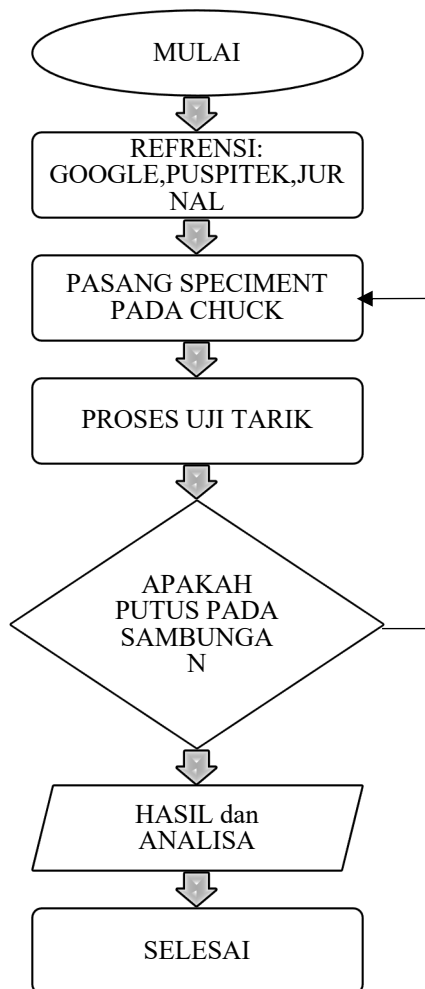 MULAI
REFRENSI:
GOOGLE,PUSPITEK,JUR
NAL
PASANG SPECIMENT
PADA CHUCK
PROSES UJI TARIK
APAKAH
PUTUS PADA
SAMBUNGA
N
HASIL dan
ANALISA
SELESAI